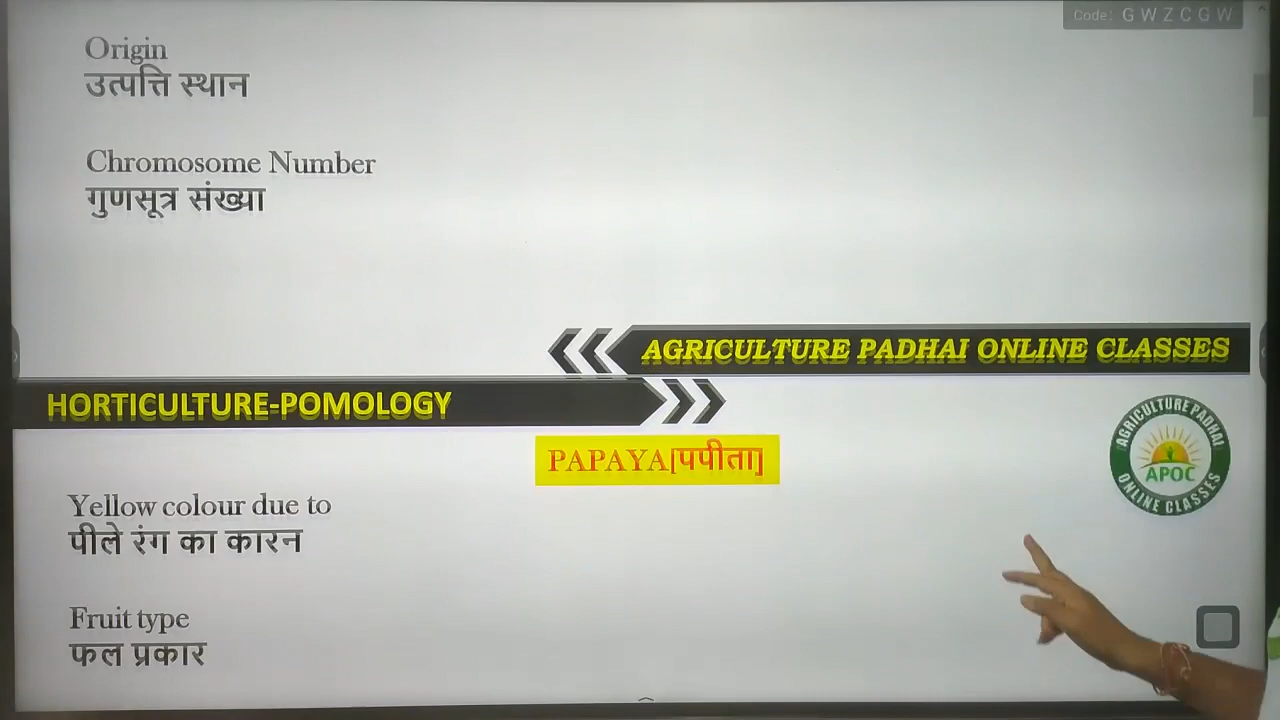 Code: G W Z C G W
Origin
उत्पत्ति स्थान
Chromosome Number
गुणसूत्र संख्या
AGRICULTURE PADHAI ONLINE CLASSES
HORTICULTURE-POMOLOGY
PAPAYA[पपीता]
AGRICULTURE PADHAI
APOC
ONLINE CLASSES
Yellow colour due to
पीले रंग का कारन
Fruit type
फल प्रकार